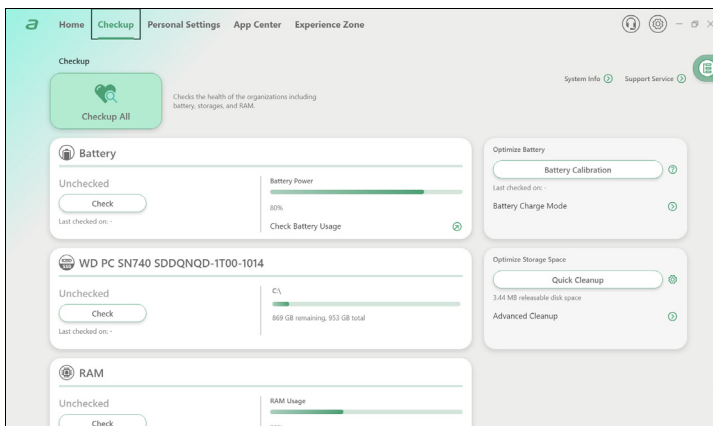 a
Home Checkup Personal Settings App Center Experience Zone
Checkup
System Info Support Service
Checkup All
Checks the health of the organizations including
battery, storages, and RAM.
Battery
Unchecked
Check
Last checked on: -
Battery Power
80%
Check Battery Usage
Optimize Battery
Battery Calibration
Last checked on: -
Battery Charge Mode
WD PC SN740 SDDQNQD-1T00-1014
Unchecked
Check
Last checked on: -
C:\
869 GB remaining, 953 GB total
Optimize Storage Space
Quick Cleanup
3.44 MB releasable disk space
Advanced Cleanup
RAM
Unchecked
Check
RAM Usage